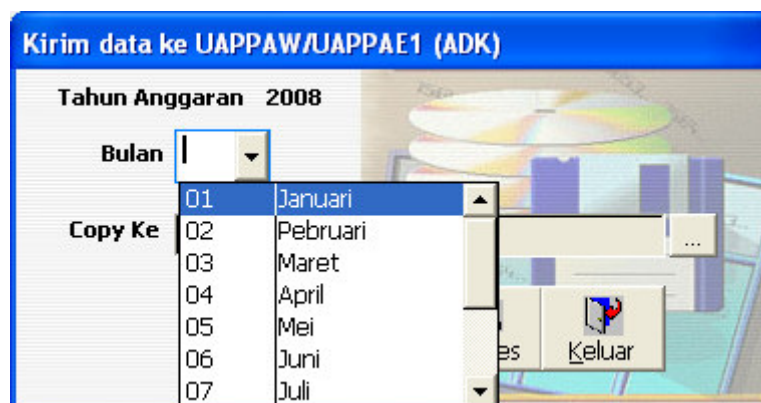 Kirim data ke UAPPAW/UAPPAE1 (ADK)
Tahun Anggaran 2008
Bulan
01 Januari
Copy Ke
02 Pebruari
...
03 Maret
04 April
05 Mei
06 Juni
Keluar
07 Juli